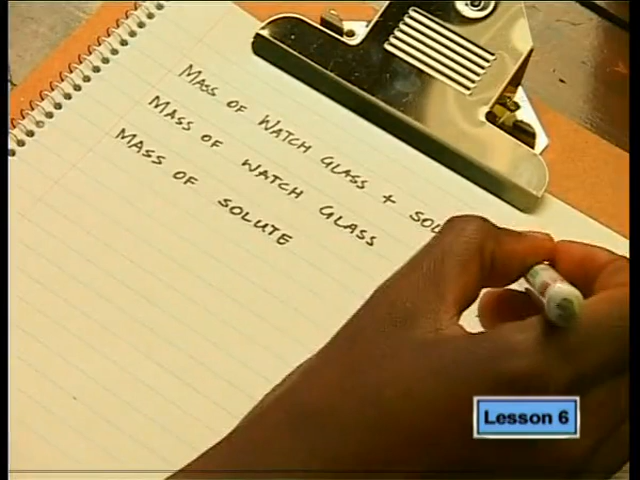 MASS OF WATCH GLASS +
MASS OF WATCH GLASS
MASS OF SOLUTE
Lesson 6